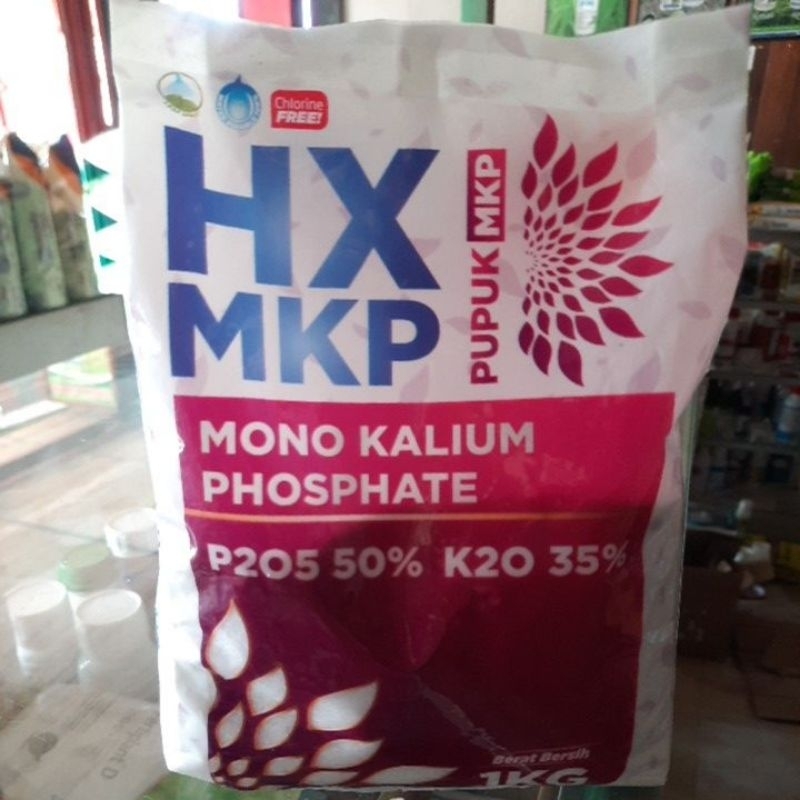 Chlorine
FREE!
HX
MKP
PUPUK MKP
MONO KALIUM
PHOSPHATE
P2O5 50% K2O 35%
Berat Bersih
1KG